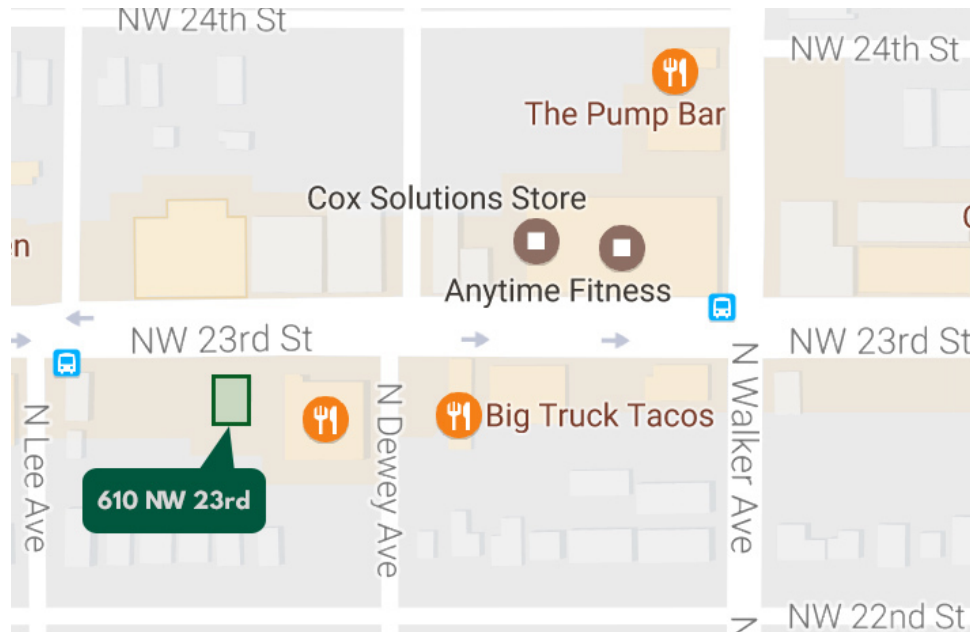 NW 24th St
NW 24th St
The Pump Bar
Cox Solutions Store
Anytime Fitness
NW 23rd St
NW 23rd St
N Lee Ave
N Dewey Ave
Big Truck Tacos
N Walker Ave
610 NW 23rd
NW 22nd St